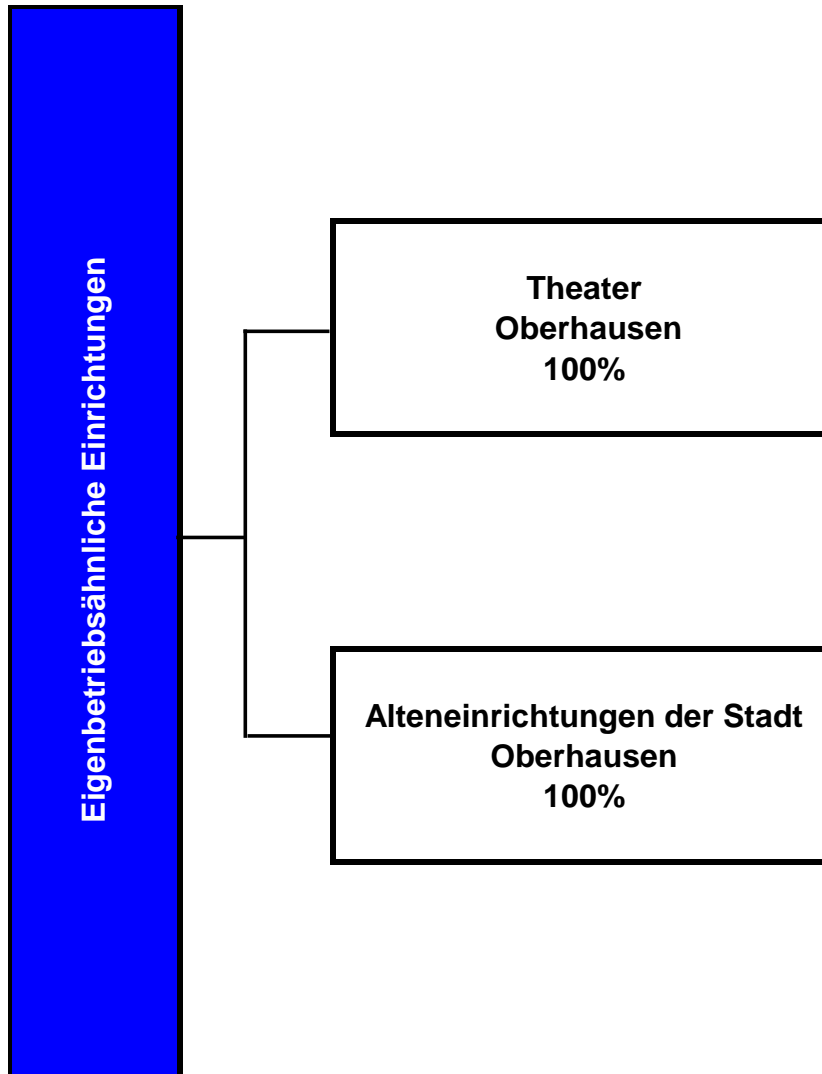 Eigenbetriebsähnliche Einrichtungen
Theater
Oberhausen
100%
Alteneinrichtungen der Stadt
Oberhausen
100%